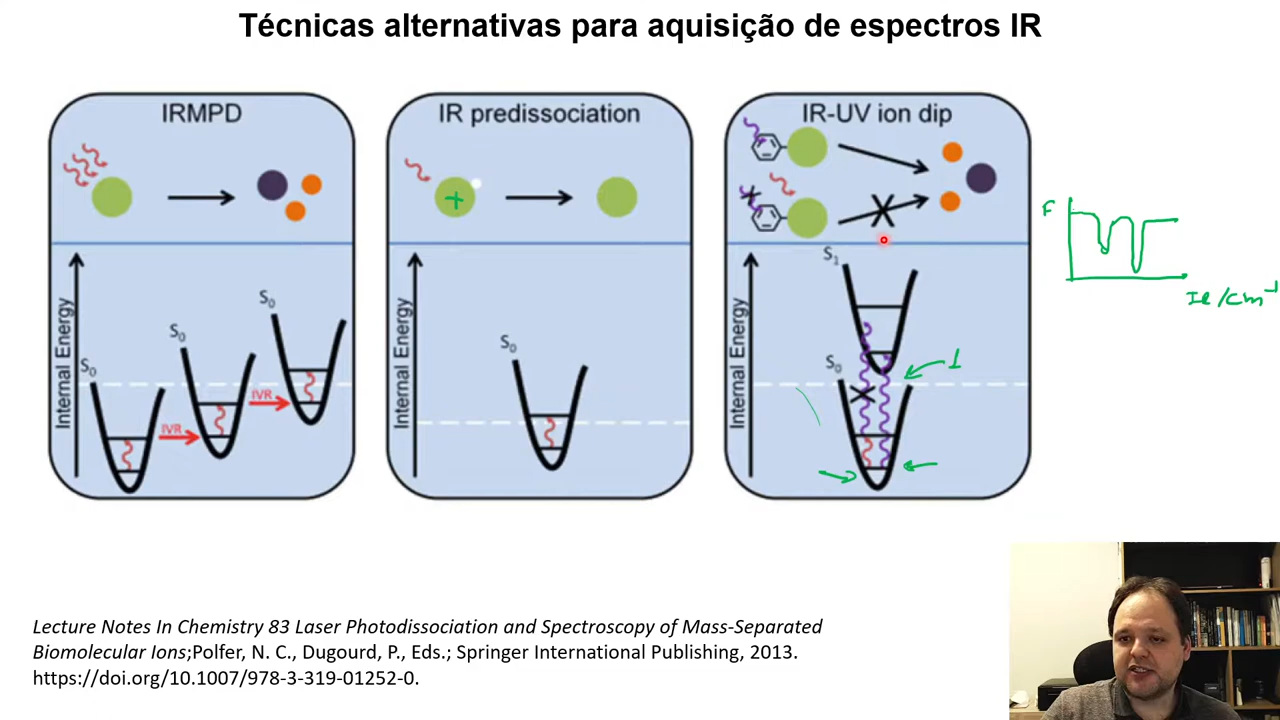 Técnicas alternativas para aquisição de espectros IR
IRMPD
Internal Energy
S0
S0
S0
IVR
IVR
IR predissociation
+
Internal Energy
S0
IR-UV ion dip
Internal Energy
S1
S0
1
F
IR/cm-1
Lecture Notes In Chemistry 83 Laser Photodissociation and Spectroscopy of Mass-Separated
Biomolecular Ions;Polfer, N. C., Dugourd, P., Eds.; Springer International Publishing, 2013.
https://doi.org/10.1007/978-3-319-01252-0.